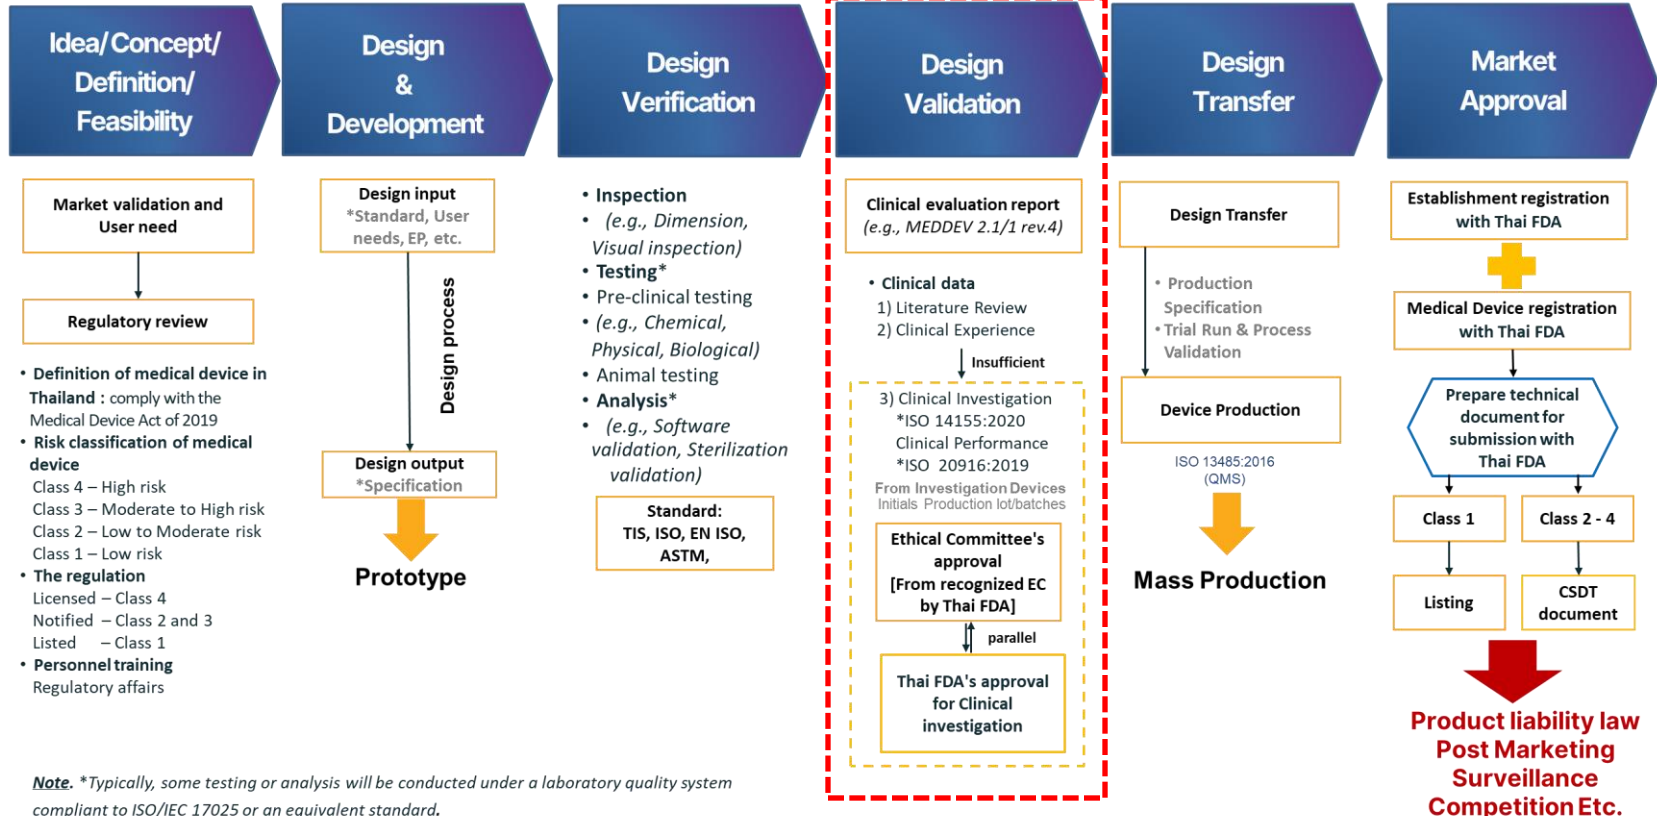 Idea/ Concept/
Definition/
Feasibility
Design
&
Development
Design
Verification
Design
Validation
Design
Transfer
Market
Approval
Market validation and
User need
Regulatory review
• Definition of medical device in
Thailand : comply with the
Medical Device Act of 2019
• Risk classification of medical
device
Class 4 – High risk
Class 3 – Moderate to High risk
Class 2 – Low to Moderate risk
Class 1 – Low risk
• The regulation
Licensed – Class 4
Notified – Class 2 and 3
Listed – Class 1
• Personnel training
Regulatory affairs
Design input
*Standard, User
needs, EP, etc.
Design process
Design output
*Specification
Prototype
• Inspection
• (e.g., Dimension,
Visual inspection)
• Testing*
• Pre-clinical testing
• (e.g., Chemical,
Physical, Biological)
• Animal testing
• Analysis*
• (e.g., Software
validation, Sterilization
validation)
Standard:
TIS, ISO, EN ISO,
ASTM,
Clinical evaluation report
(e.g., MEDDEV 2.1/1 rev.4)
• Clinical data
1) Literature Review
2) Clinical Experience
Insufficient
3) Clinical Investigation
*ISO 14155:2020
Clinical Performance
*ISO 20916:2019
From Investigation Devices
Initials Production lot/batches
Ethical Committee's
approval
[From recognized EC
by Thai FDA]
parallel
Thai FDA's approval
for Clinical
investigation
Design Transfer
• Production
Specification
• Trial Run & Process
Validation
Device Production
ISO 13485:2016
(QMS)
Mass Production
Establishment registration
with Thai FDA
Medical Device registration
with Thai FDA
Prepare technical
document for
submission with
Thai FDA
Class 1
Class 2 - 4
Listing
CSDT
document
Product liability law
Post Marketing
Surveillance
Competition Etc.
Note. *Typically, some testing or analysis will be conducted under a laboratory quality system
compliant to ISO/IEC 17025 or an equivalent standard.